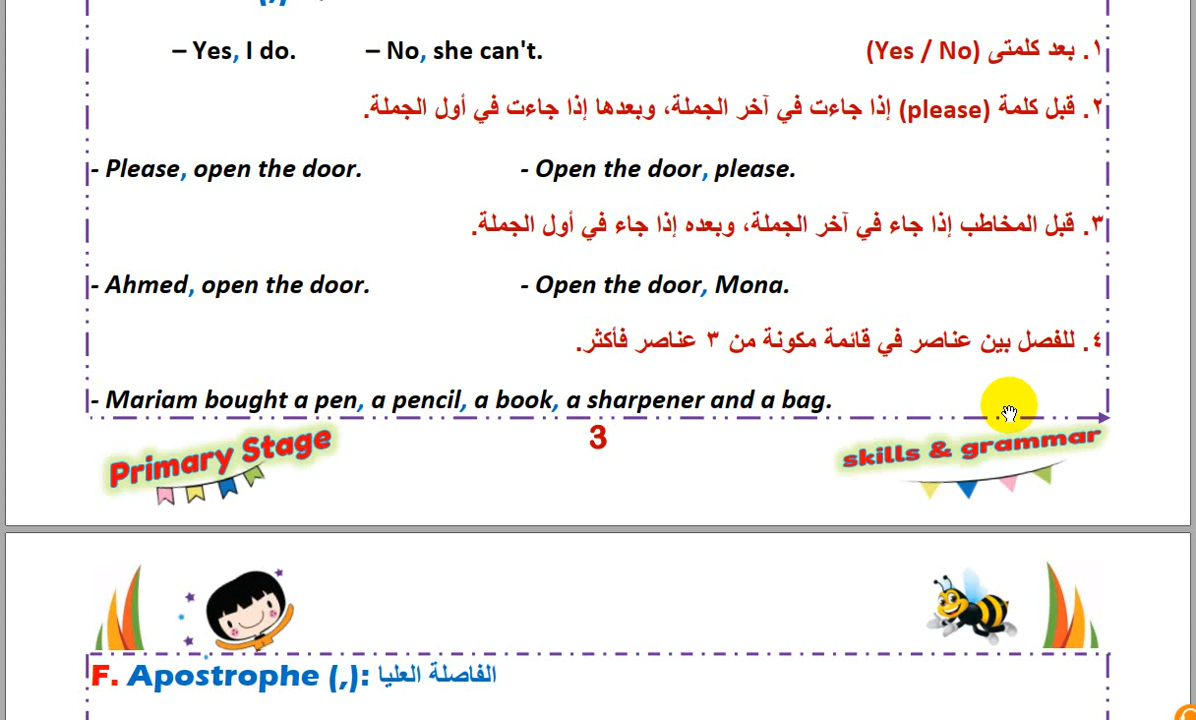 – Yes, I do. – No, she can't. ١. بعد كلمتى (Yes / No)
٢. قبل كلمة (please) إذا جاءت في آخر الجملة، وبعدها إذا جاءت في أول الجملة.
- Please, open the door. - Open the door, please.
٣. قبل المخاطب إذا جاء في آخر الجملة، وبعده إذا جاء في أول الجملة.
- Ahmed, open the door. - Open the door, Mona.
٤. للفصل بين عناصر في قائمة مكونة من ٣ عناصر فأكثر.
- Mariam bought a pen, a pencil, a book, a sharpener and a bag.
Primary Stage 3 skills & grammar
F. Apostrophe (,): الفاصلة العليا